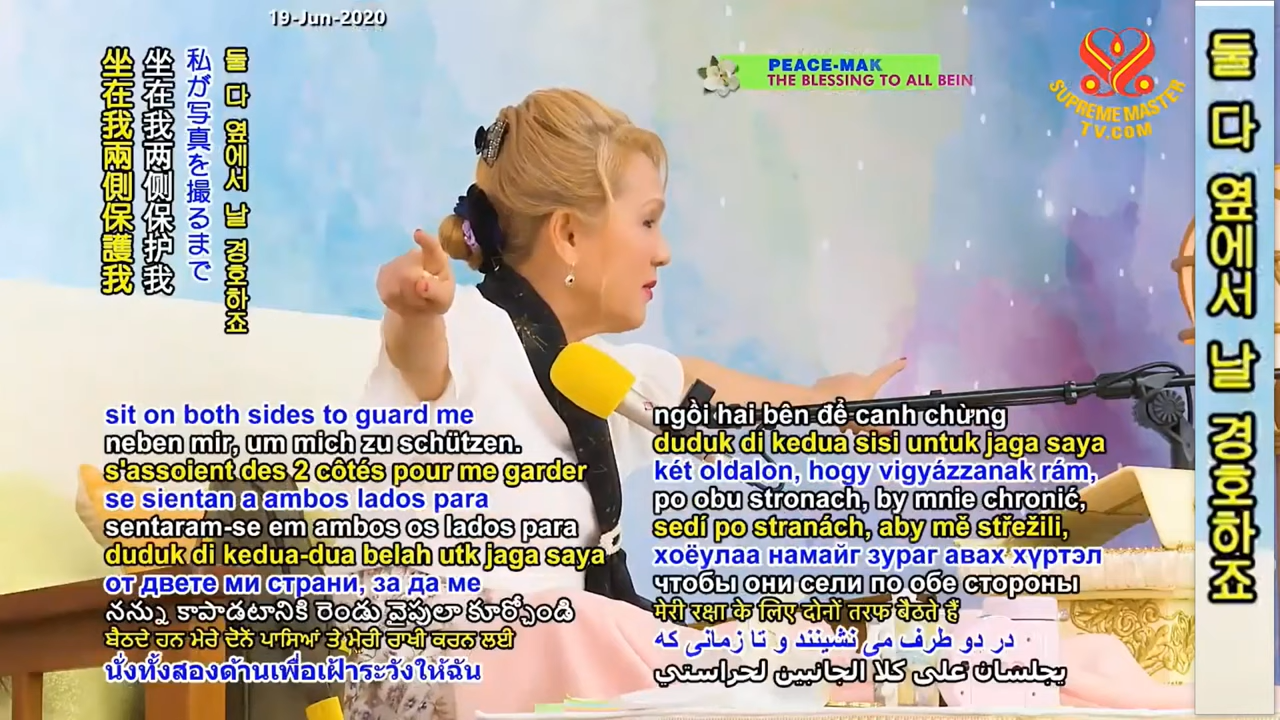 19-Jun-2020
PEACE-MAK
THE BLESSING TO ALL BEIN
SUPREME MASTER
TV.COM
坐在我兩側保護我
坐在我两侧保护我
私が写真を撮るまで
둘 다 옆에서 날 경호하죠
둘 다 옆에서 날 경호하죠
sit on both sides to guard me
neben mir, um mich zu schützen.
s'assoient des 2 côtés pour me garder
se sientan a ambos lados para
sentaram-se em ambos os lados para
duduk di kedua-dua belah utk jaga saya
от двете ми страни, за да ме
నన్ను కాపాడటానికి రెండు వైపులా కూర్చోండి
ਬੈਠਦੇ ਹਨ ਮੇਰੇ ਦੋਨੋਂ ਪਾਸਿਆਂ ਤੇ ਮੇਰੀ ਰਾਖੀ ਕਰਨ ਲਈ
นั่งทั้งสองด้านเพื่อเฝ้าระวังให้ฉัน
ngồi hai bên để canh chừng
duduk di kedua sisi untuk jaga saya
két oldalon, hogy vigyázzanak rám,
po obu stronach, by mnie chronić,
sedí po stranách, aby mě střežili,
хоёулаа намайг зураг авах хүртэл
чтобы они сели по обе стороны
मेरी रक्षा के लिए दोनों तरफ बैठते हैं
در دو طرف می نشینند و تا زمانی که
يجلسان على كلا الجانبين لحراستي